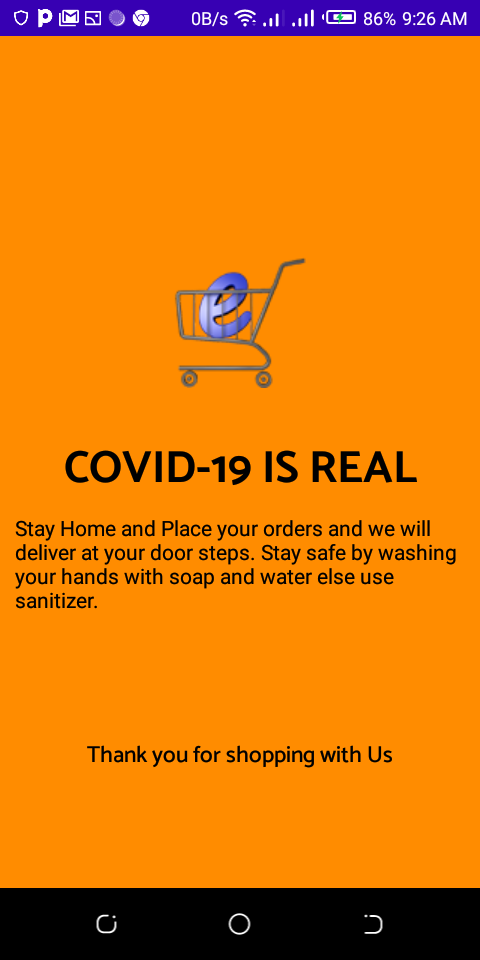 0B/s 86% 9:26 AM
e
COVID-19 IS REAL
Stay Home and Place your orders and we will
deliver at your door steps. Stay safe by washing
your hands with soap and water else use
sanitizer.
Thank you for shopping with Us